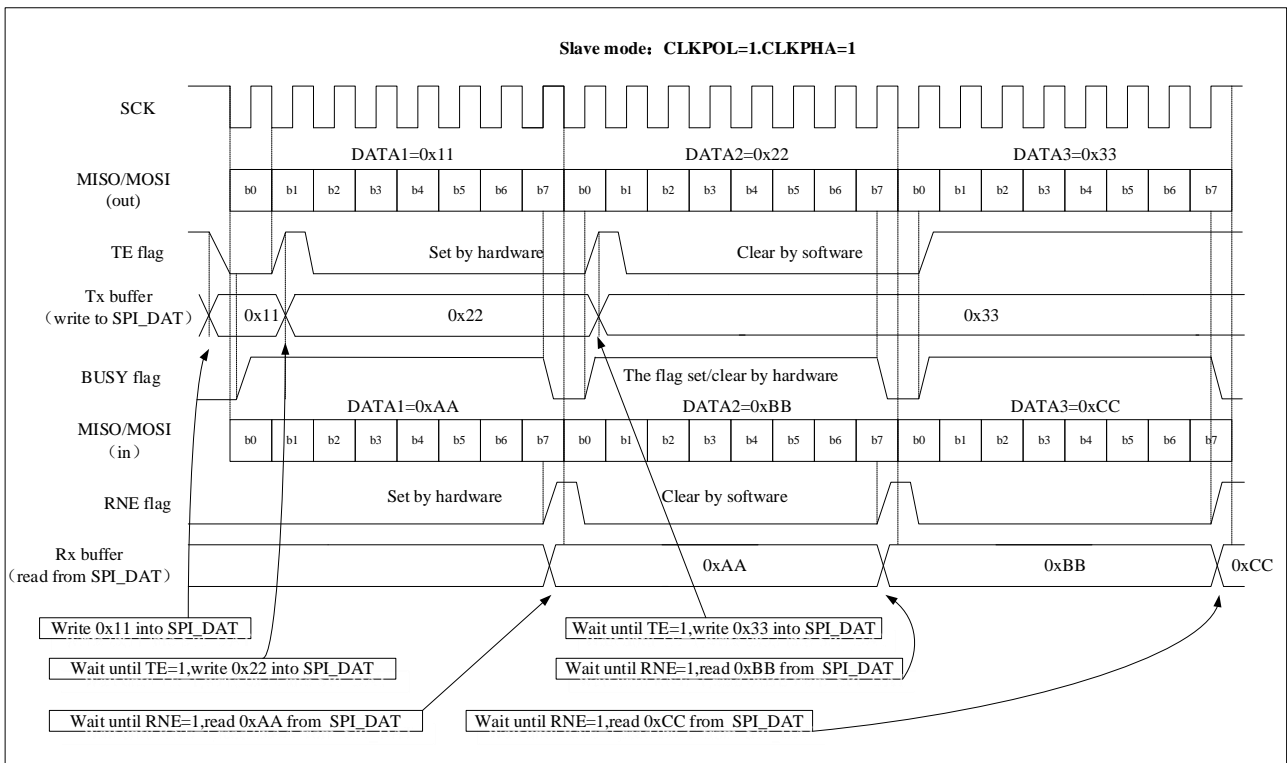 Slave mode：CLKPOL=1.CLKPHA=1
SCK
DATA1=0x11 DATA2=0x22 DATA3=0x33
MISO/MOSI
(out)
b0 b1 b2 b3 b4 b5 b6 b7 b0 b1 b2 b3 b4 b5 b6 b7 b0 b1 b2 b3 b4 b5 b6 b7
TE flag Set by hardware Clear by software
Tx buffer
（write to SPI_DAT） 0x11 0x22 0x33
BUSY flag The flag set/clear by hardware
DATA1=0xAA DATA2=0xBB DATA3=0xCC
MISO/MOSI
（in）
b0 b1 b2 b3 b4 b5 b6 b7 b0 b1 b2 b3 b4 b5 b6 b7 b0 b1 b2 b3 b4 b5 b6 b7
RNE flag Set by hardware Clear by software
Rx buffer
（read from SPI_DAT） 0xAA 0xBB 0xCC
Write 0x11 into SPI_DAT
Wait until TE=1,write 0x33 into SPI_DAT
Wait until TE=1,write 0x22 into SPI_DAT
Wait until RNE=1,read 0xBB from SPI_DAT
Wait until RNE=1,read 0xAA from SPI_DAT
Wait until RNE=1,read 0xCC from SPI_DAT